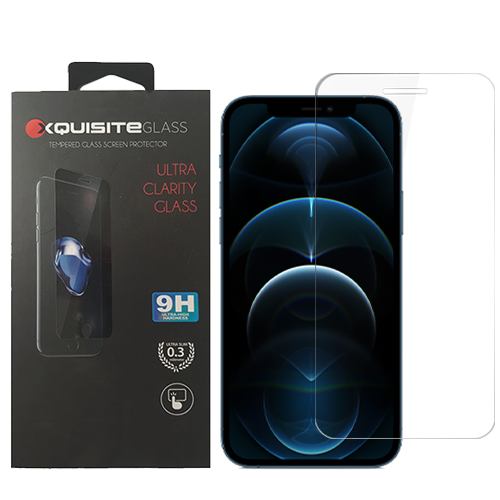 XQUISITEGLASS
TEMPERED GLASS SCREEN PROTECTOR
ULTRA
CLARITY
GLASS
9H
ULTRA-HIGH
HARDNESS
ULTRA SLIM
0.3